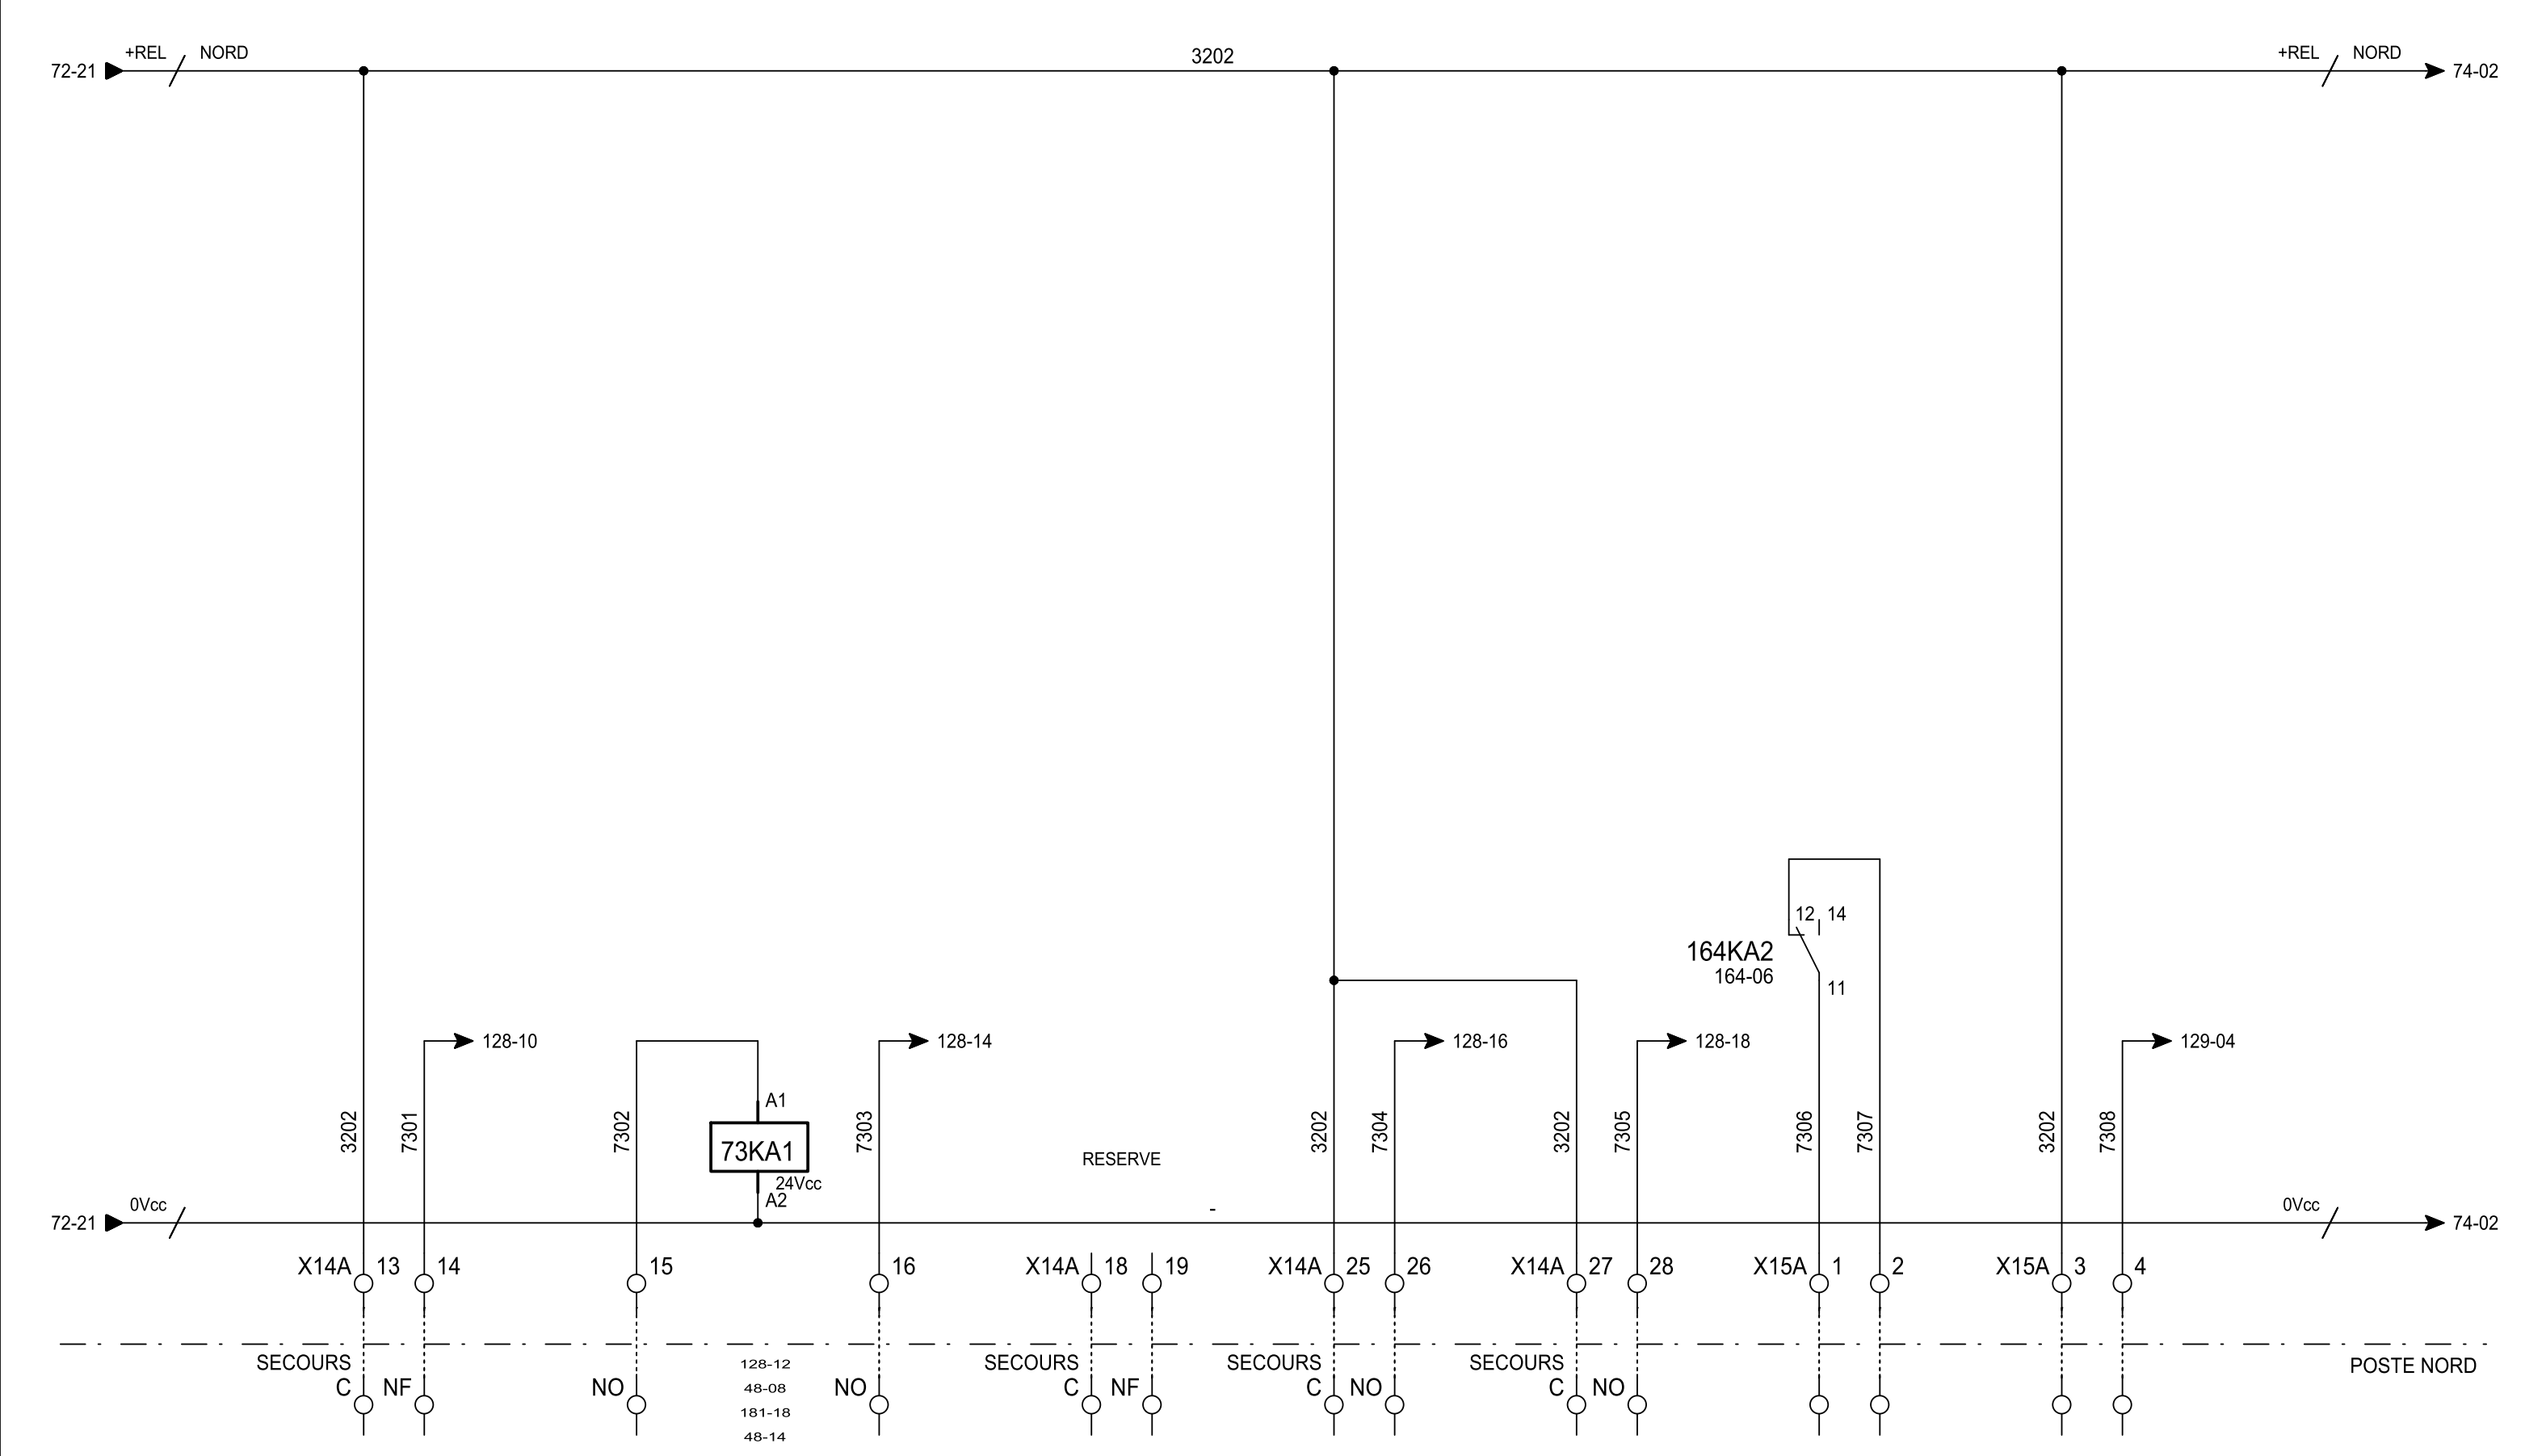 +REL NORD 3202 +REL NORD
72-21 74-02
12 14
164KA2
164-06
11
128-10 128-14 128-16 128-18 129-04
A1
3202 7301 7302 73KA1 7303 RESERVE 3202 7304 3202 7305 7306 7307 3202 7308
24Vcc
A2
0Vcc - 0Vcc
72-21 74-02
X14A 13 14 15 16 X14A 18 19 X14A 25 26 X14A 27 28 X15A 1 2 X15A 3 4
SECOURS 128-12 SECOURS SECOURS SECOURS POSTE NORD
C NF NO 48-08 NO C NF C NO C NO
181-18
48-14